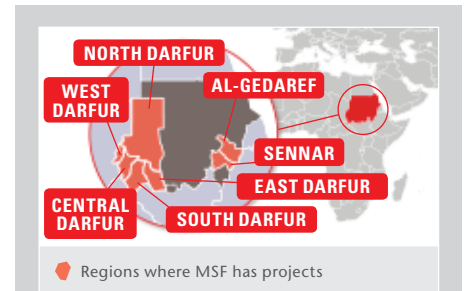 NORTH DARFUR
WEST
DARFUR
AL-GEDAREF
SENNAR
EAST DARFUR
CENTRAL
DARFUR
SOUTH DARFUR
Regions where MSF has projects